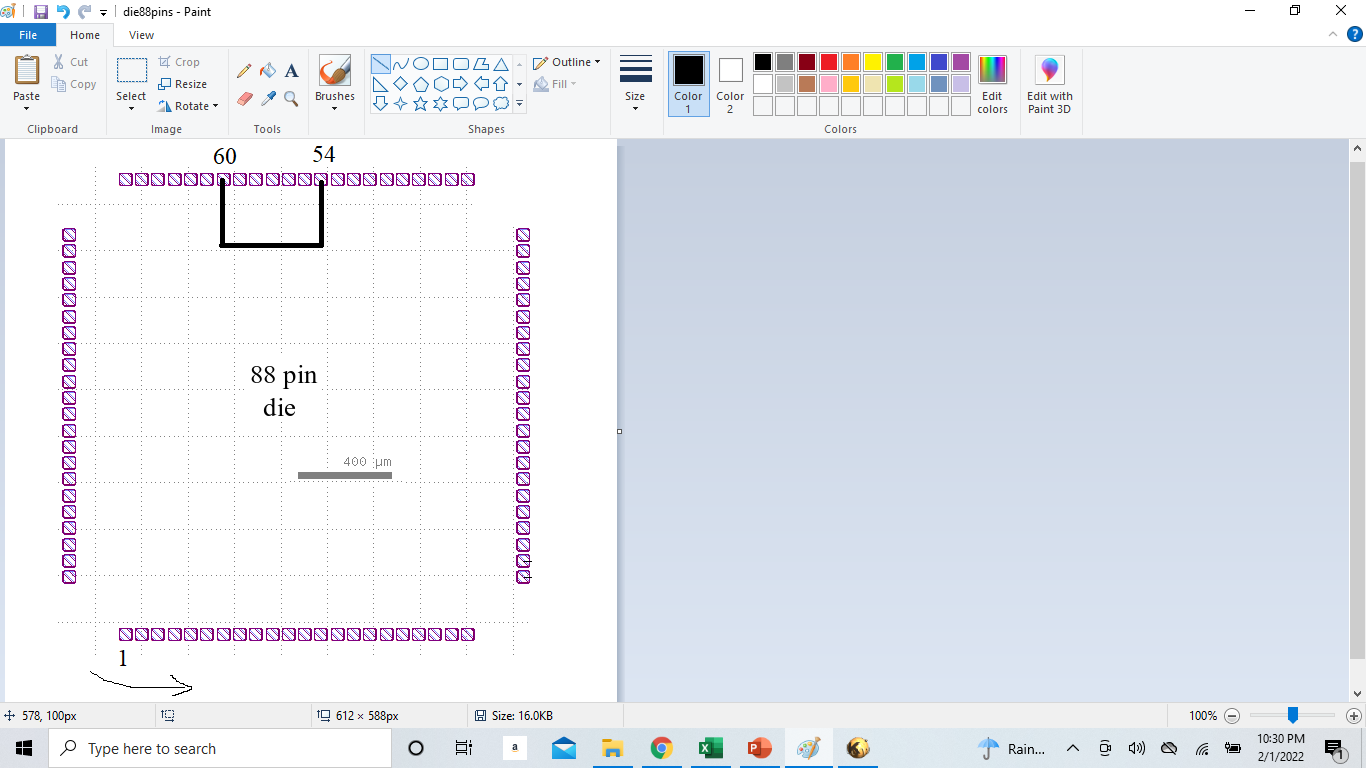 die88pins - Paint
File
Home
View
Paste
Cut
Copy
Clipboard
Select
Crop
Resize
Rotate
Image
A
Tools
Brushes
Outline
Fill
Shapes
Size
Color
1
Color
2
Edit
colors
Edit with
Paint 3D
Colors
60
54
88 pin
die
400 µm
1
578, 100px
612 × 588px
Size: 16.0KB
100%
Type here to search
a
Rain...
10:30 PM
2/1/2022
1